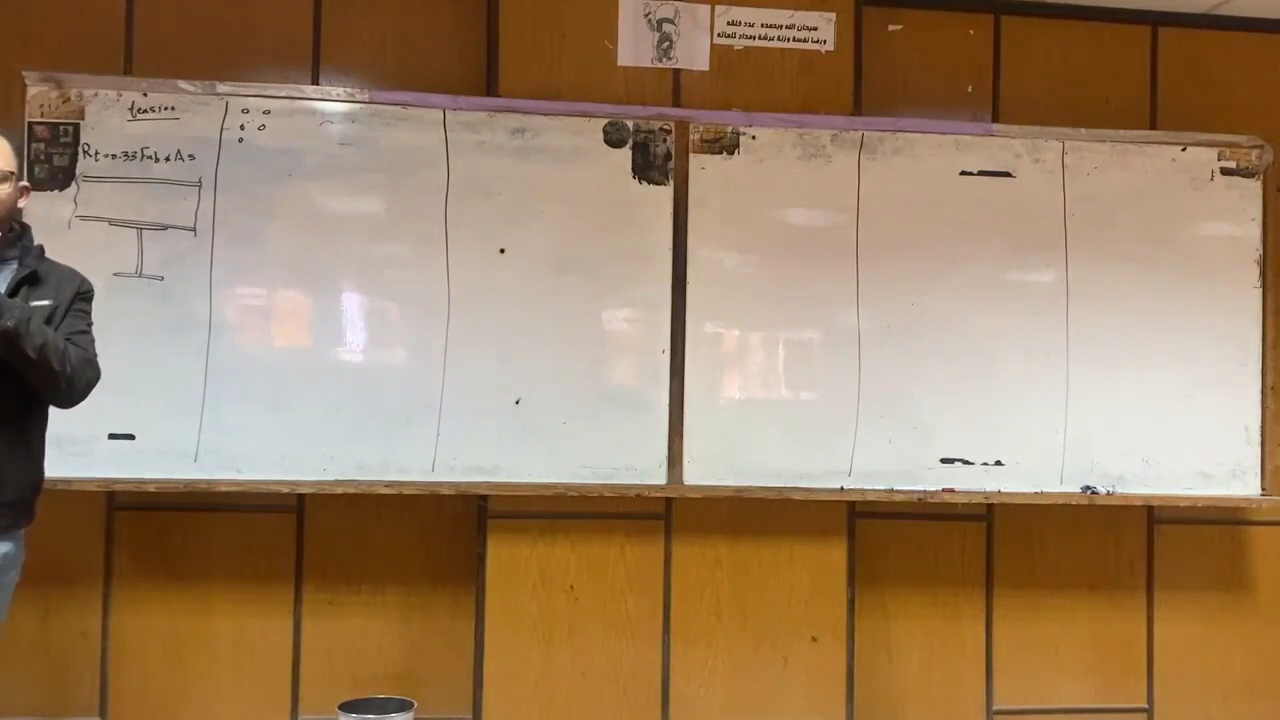 سبحان الله وبحمده . عدد خلقه
ورضا نفسه وزنة عرشه ومداد كلماته
tension
Rt=0.33 Fub * As